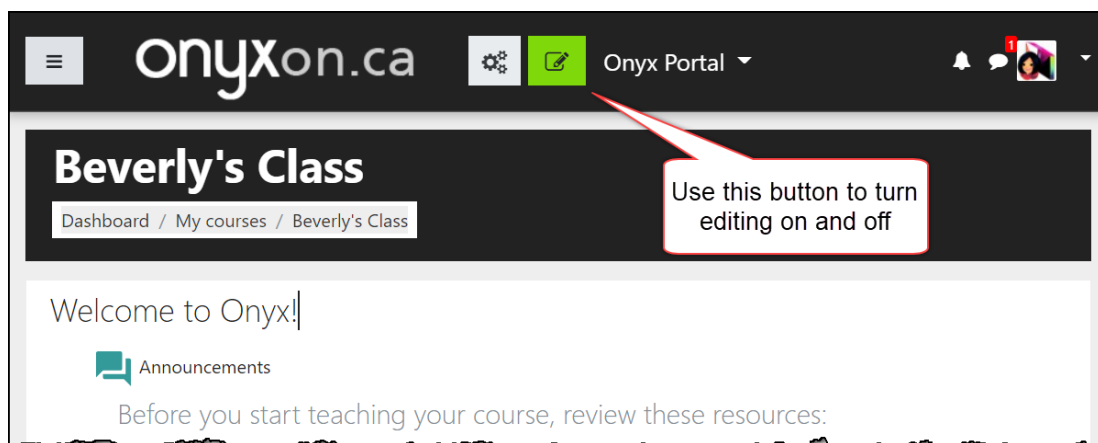 onyxon.ca
Onyx Portal
1
Beverly's Class
Dashboard / My courses / Beverly's Class
Use this button to turn
editing on and off
Welcome to Onyx!
Announcements
Before you start teaching your course, review these resources: